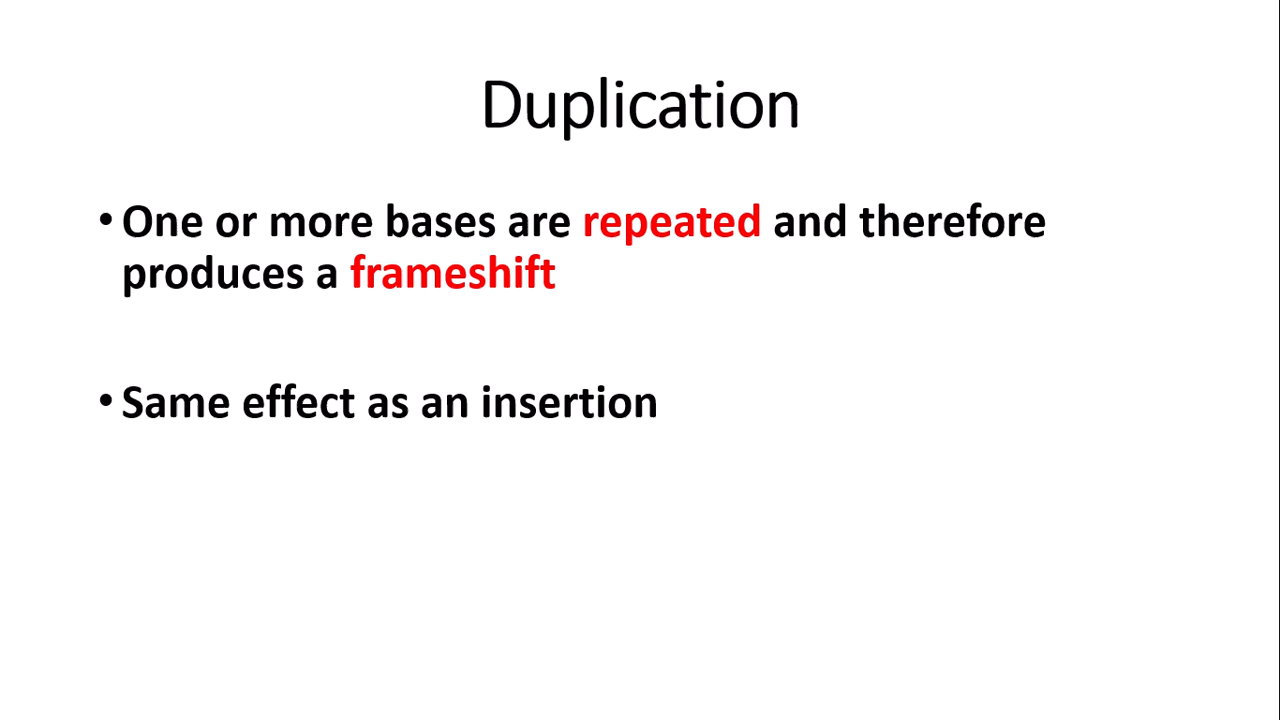 Duplication
•One or more bases are repeated and therefore
produces a frameshift
•Same effect as an insertion